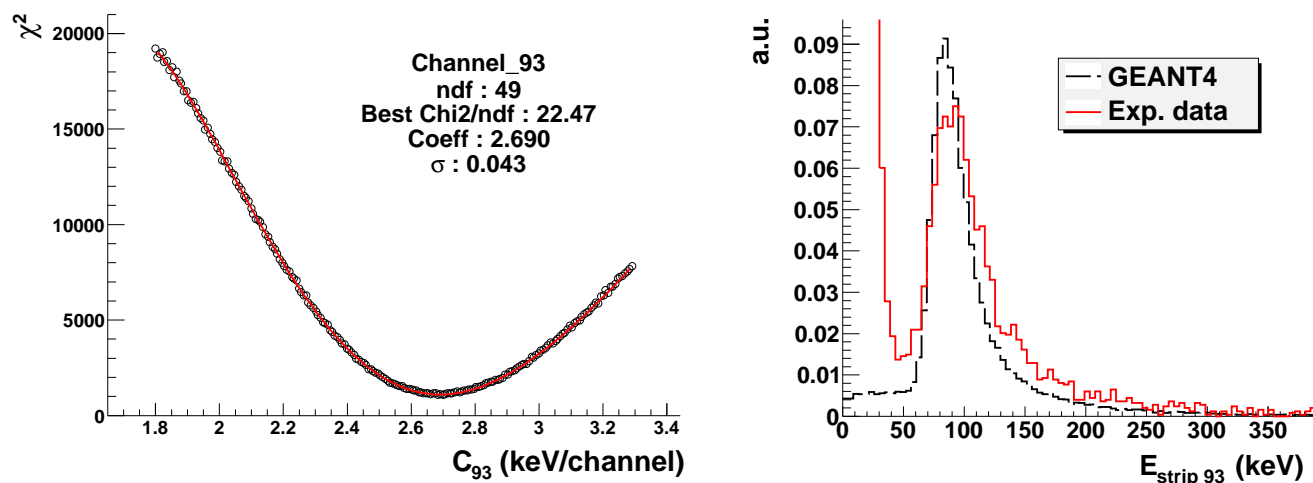 χ²
20000
15000
10000
5000
0
Channel_93
ndf : 49
Best Chi2/ndf : 22.47
Coeff : 2.690
σ : 0.043
1.8 2 2.2 2.4 2.6 2.8 3 3.2 3.4
C₉₃ (keV/channel)
a.u.
0.09
0.08
0.07
0.06
0.05
0.04
0.03
0.02
0.01
0
GEANT4
Exp. data
0 50 100 150 200 250 300 350
E strip 93 (keV)